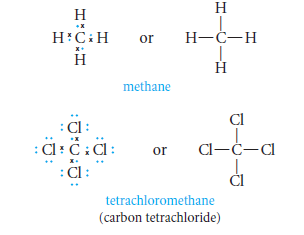 H H
H : C : H or H—C—H
H H
methane
Cl Cl
Cl : C : Cl or Cl—C—Cl
Cl Cl
tetrachloromethane
(carbon tetrachloride)